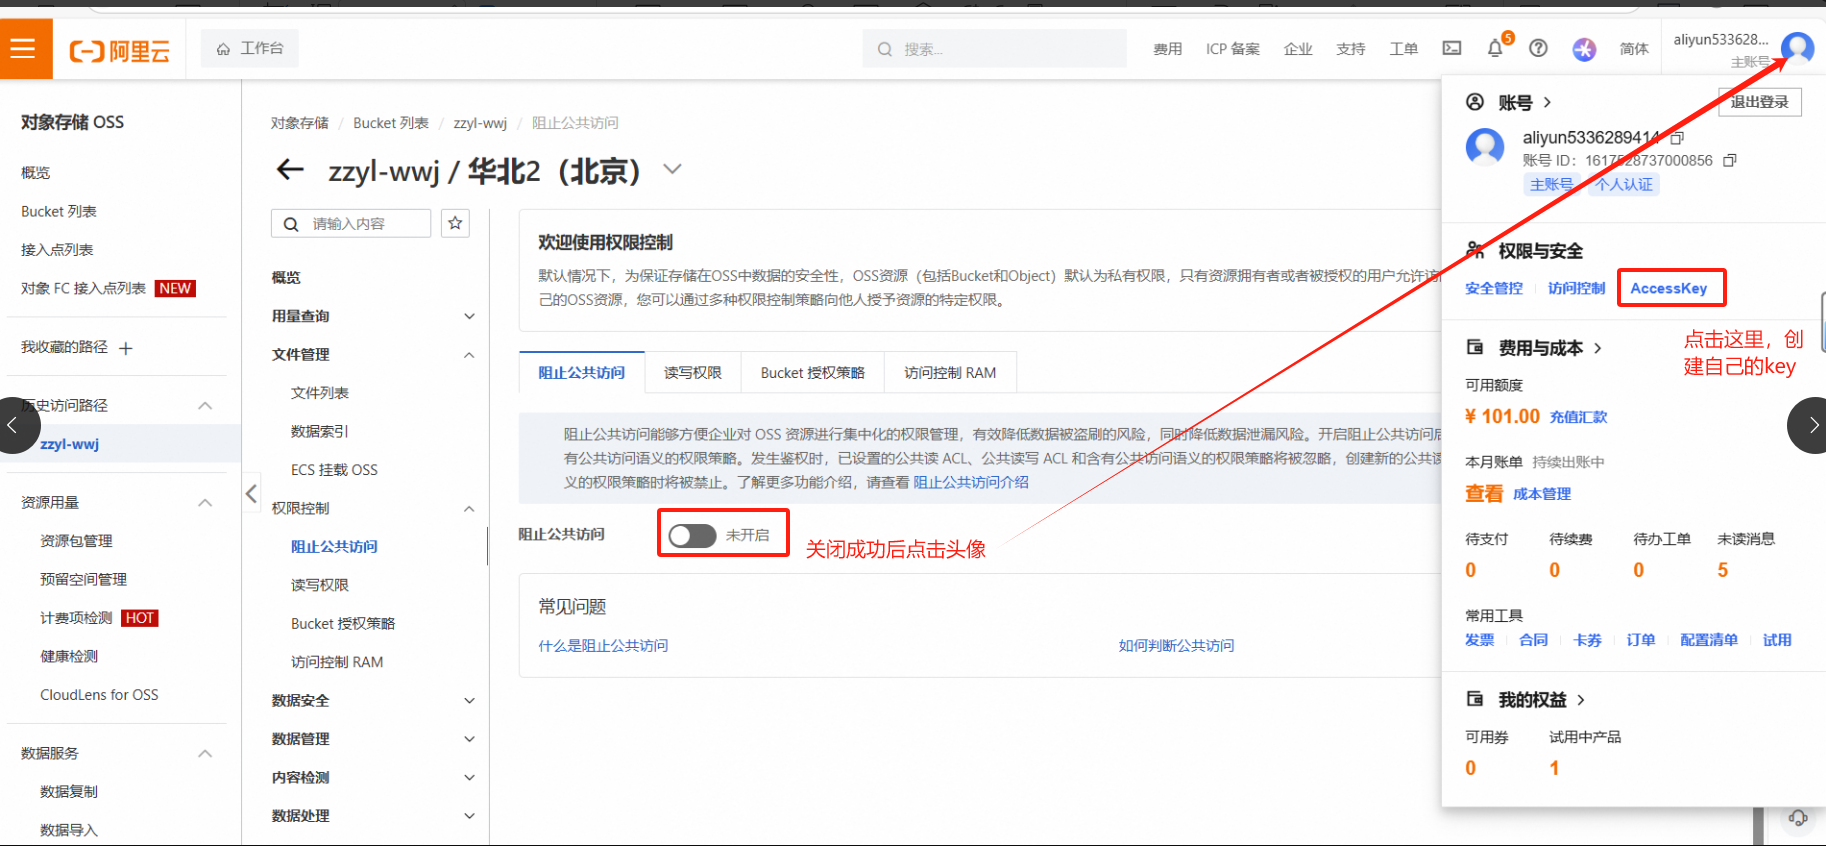 阿里云
工作台
搜索...
费用
ICP 备案
企业
支持
工单
5
简体
aliyun533628...
主账号
对象存储 OSS
概览
Bucket 列表
接入点列表
对象 FC 接入点列表 NEW
我收藏的路径
历史访问路径
zzyl-wwj
资源用量
资源包管理
预留空间管理
计费项检测 HOT
健康检测
CloudLens for OSS
数据服务
数据复制
数据导入
对象存储 / Bucket 列表 / zzyl-wwj / 阻止公共访问
zzyl-wwj / 华北2（北京）
请输入内容
概览
用量查询
文件管理
文件列表
数据索引
ECS 挂载 OSS
权限控制
阻止公共访问
读写权限
Bucket 授权策略
访问控制 RAM
数据安全
数据管理
内容检测
数据处理
欢迎使用权限控制
默认情况下，为保证存储在OSS中数据的安全性，OSS资源（包括Bucket和Object）默认为私有权限，只有资源拥有者或者被授权的用户允许访
己的OSS资源，您可以通过多种权限控制策略向他人授予资源的特定权限。
阻止公共访问
读写权限
Bucket 授权策略
访问控制 RAM
阻止公共访问能够方便企业对 OSS 资源进行集中化的权限管理，有效降低数据被盗刷的风险，同时降低数据泄漏风险。开启阻止公共访问后
有公共访问语义的权限策略。发生鉴权时，已设置的公共读 ACL、公共读写 ACL 和含有公共访问语义的权限策略将被忽略，创建新的公共读
义的权限策略时将被禁止。了解更多功能介绍，请查看 阻止公共访问介绍
阻止公共访问
未开启
关闭成功后点击头像
常见问题
什么是阻止公共访问
如何判断公共访问
账号
退出登录
aliyun5336289414
账号 ID：1617528737000856
主账号
个人认证
权限与安全
安全管控
访问控制
AccessKey
点击这里，创
建自己的key
费用与成本
可用额度
¥ 101.00 充值汇款
本月账单 持续出账中
查看 成本管理
待支付
待续费
待办工单
未读消息
0
0
0
5
常用工具
发票
合同
卡券
订单
配置清单
试用
我的权益
可用券
试用中产品
0
1